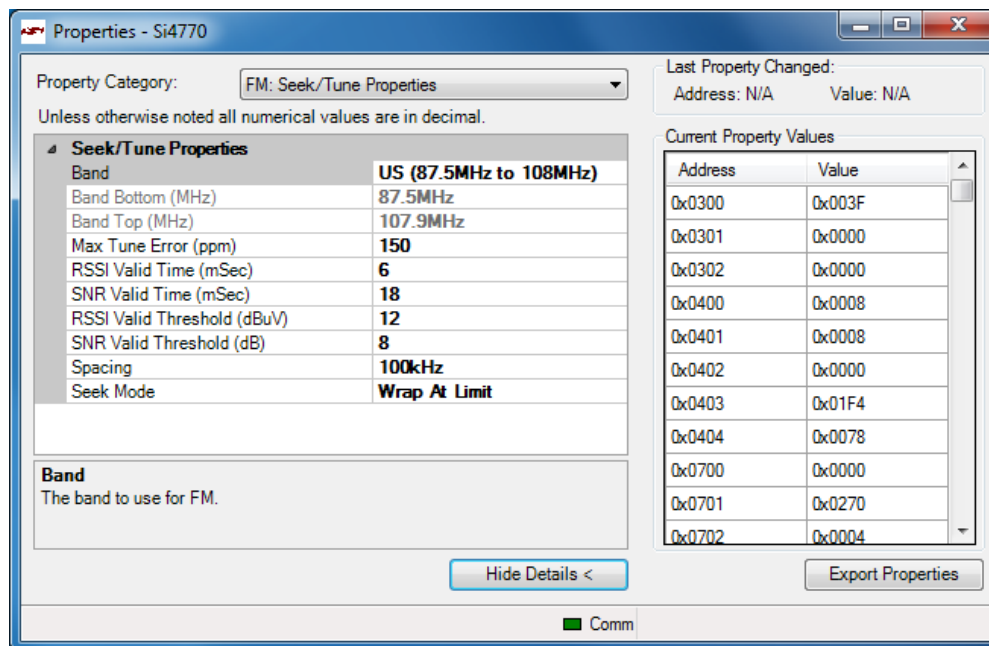 Properties - Si4770
Property Category: FM: Seek/Tune Properties
Unless otherwise noted all numerical values are in decimal.
Seek/Tune Properties
Band US (87.5MHz to 108MHz)
Band Bottom (MHz) 87.5MHz
Band Top (MHz) 107.9MHz
Max Tune Error (ppm) 150
RSSI Valid Time (mSec) 6
SNR Valid Time (mSec) 18
RSSI Valid Threshold (dBuV) 12
SNR Valid Threshold (dB) 8
Spacing 100kHz
Seek Mode Wrap At Limit
Band
The band to use for FM.
Hide Details <
Last Property Changed:
Address: N/A Value: N/A
Current Property Values
Address Value
0x0300 0x003F
0x0301 0x0000
0x0302 0x0000
0x0400 0x0008
0x0401 0x0008
0x0402 0x0000
0x0403 0x01F4
0x0404 0x0078
0x0700 0x0000
0x0701 0x0270
0x0702 0x0004
Export Properties
Comm